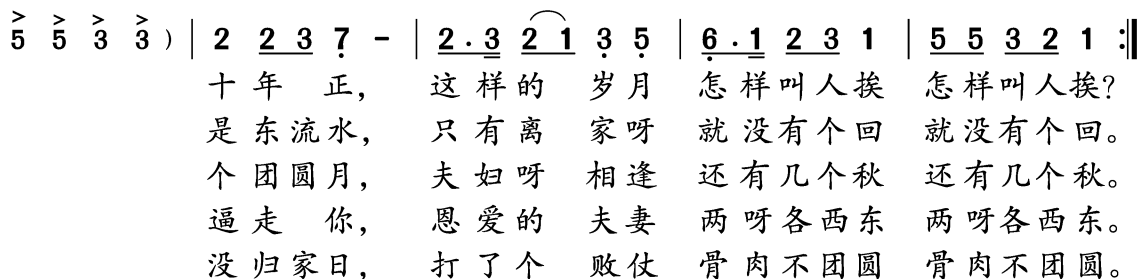 5 5 3 3 ) | 2 2 3 7 - | 2 . 3 2 1 3 5 | 6 . 1 2 3 1 | 5 5 3 2 1 :‖
十年 正， 这样的 岁月 怎样叫人挨 怎样叫人挨？
是东流水， 只有离 家呀 就没有个回 就没有个回。
个团圆月， 夫妇呀 相逢 还有几个秋 还有几个秋。
逼走 你， 恩爱的 夫妻 两呀各西东 两呀各西东。
没归家日， 打了个 败仗 骨肉不团圆 骨肉不团圆。